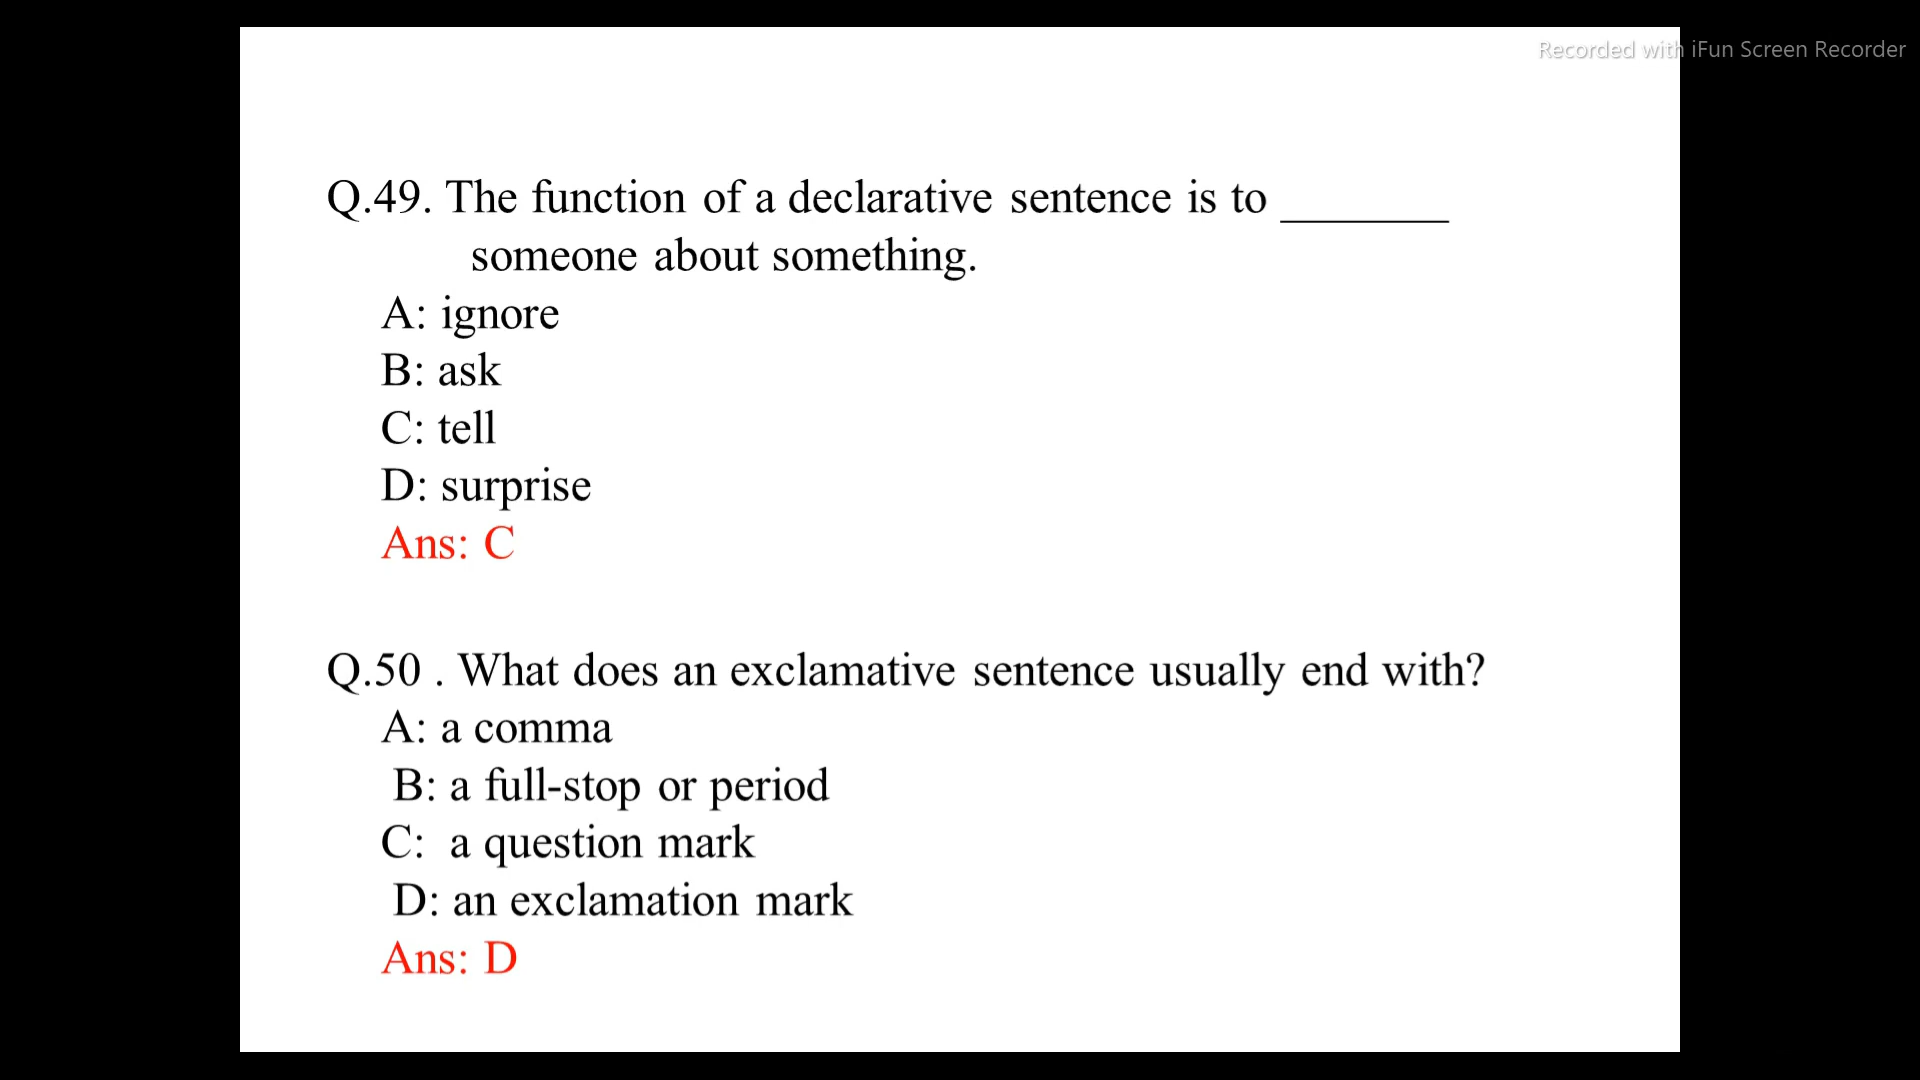 Recorded with iFun Screen Recorder
Q.49. The function of a declarative sentence is to _______
someone about something.
A: ignore
B: ask
C: tell
D: surprise
Ans: C
Q.50 . What does an exclamative sentence usually end with?
A: a comma
B: a full-stop or period
C: a question mark
D: an exclamation mark
Ans: D